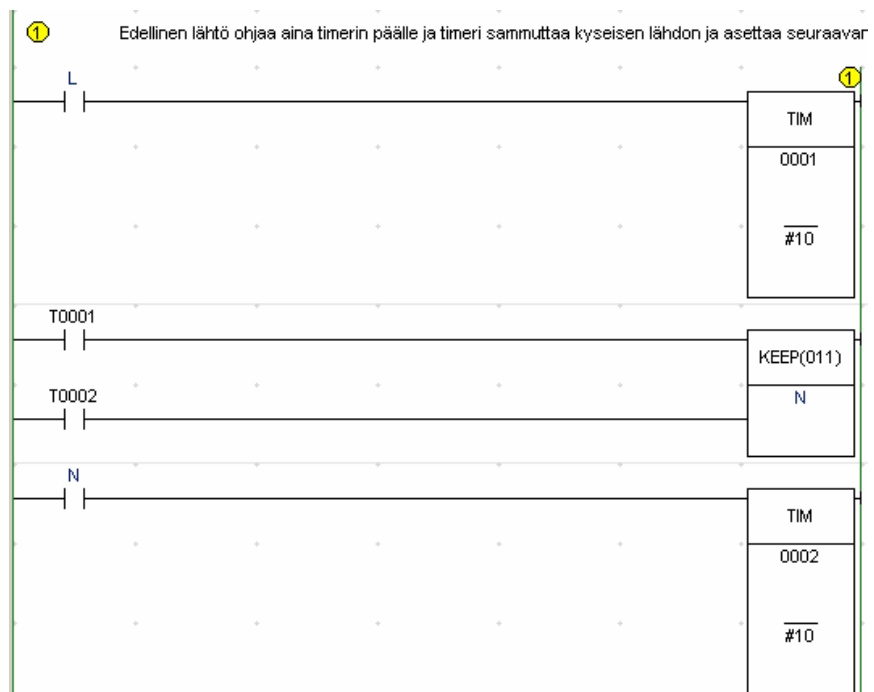 1 Edellinen lähtö ohjaa aina timerin päälle ja timeri sammuttaa kyseisen lähdon ja asettaa seuraavan
L
1
TIM
0001
#10
T0001
KEEP(011)
T0002
N
N
TIM
0002
#10